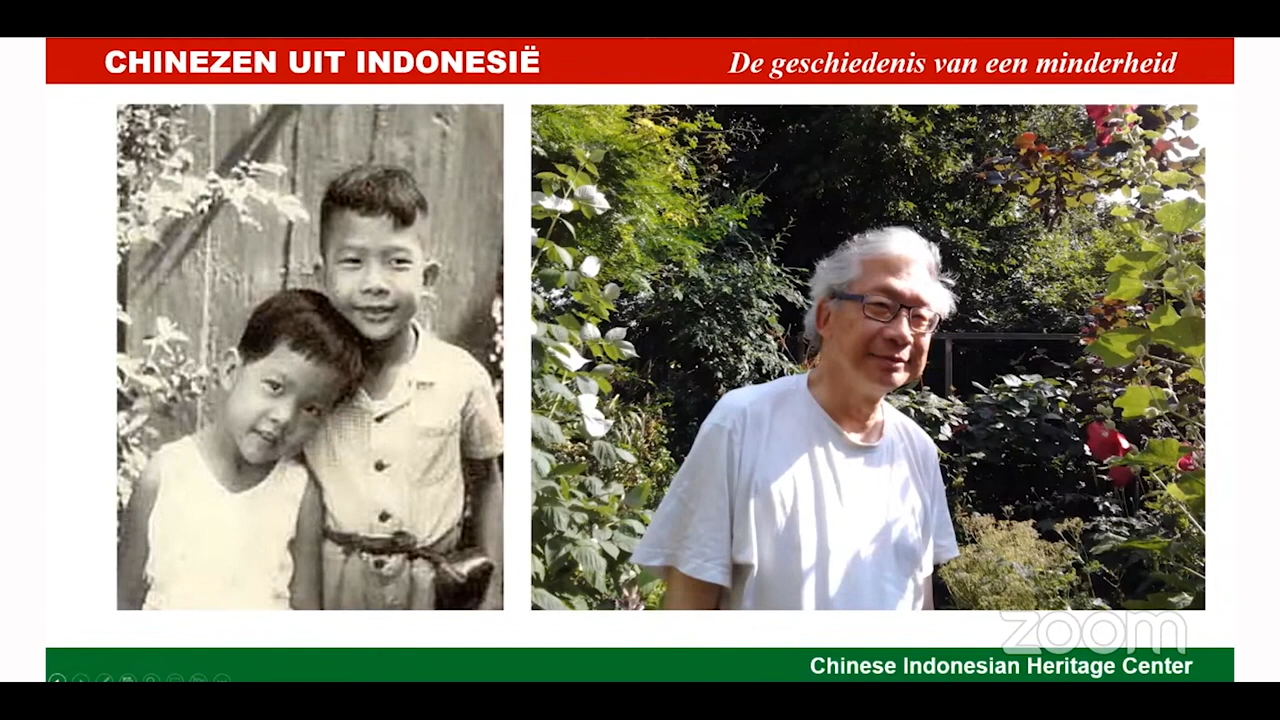 CHINEZEN UIT INDONESIË
De geschiedenis van een minderheid
zoom
Chinese Indonesian Heritage Center